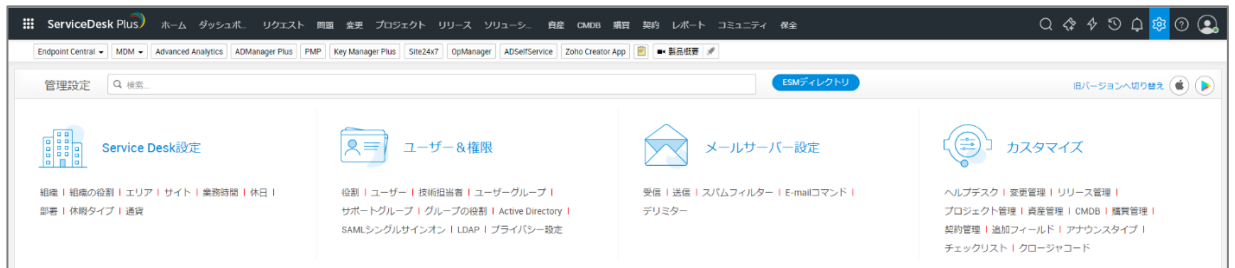 ServiceDesk Plus ホーム ダッシュボ... リクエスト 問題 変更 プロジェクト リリース ソリューシ... 資産 CMDB 購買 契約 レポート コミュニティ 保全
Endpoint Central MDM Advanced Analytics ADManager Plus PMP Key Manager Plus Site24x7 OpManager ADSelfService Zoho Creator App 製品概要
管理設定 検索... ESMディレクトリ 旧バージョンへ切り替え
Service Desk設定
組織 | 組織の役割 | エリア | サイト | 業務時間 | 休日 |
部署 | 休暇タイプ | 通貨
ユーザー＆権限
役割 | ユーザー | 技術担当者 | ユーザーグループ |
サポートグループ | グループの役割 | Active Directory |
SAMLシングルサインオン | LDAP | プライバシー設定
メールサーバー設定
受信 | 送信 | スパムフィルター | E-mailコマンド |
デリミター
カスタマイズ
ヘルプデスク | 変更管理 | リリース管理 |
プロジェクト管理 | 資産管理 | CMDB | 購買管理 |
契約管理 | 追加フィールド | アナウンスタイプ |
チェックリスト | クロージャコード